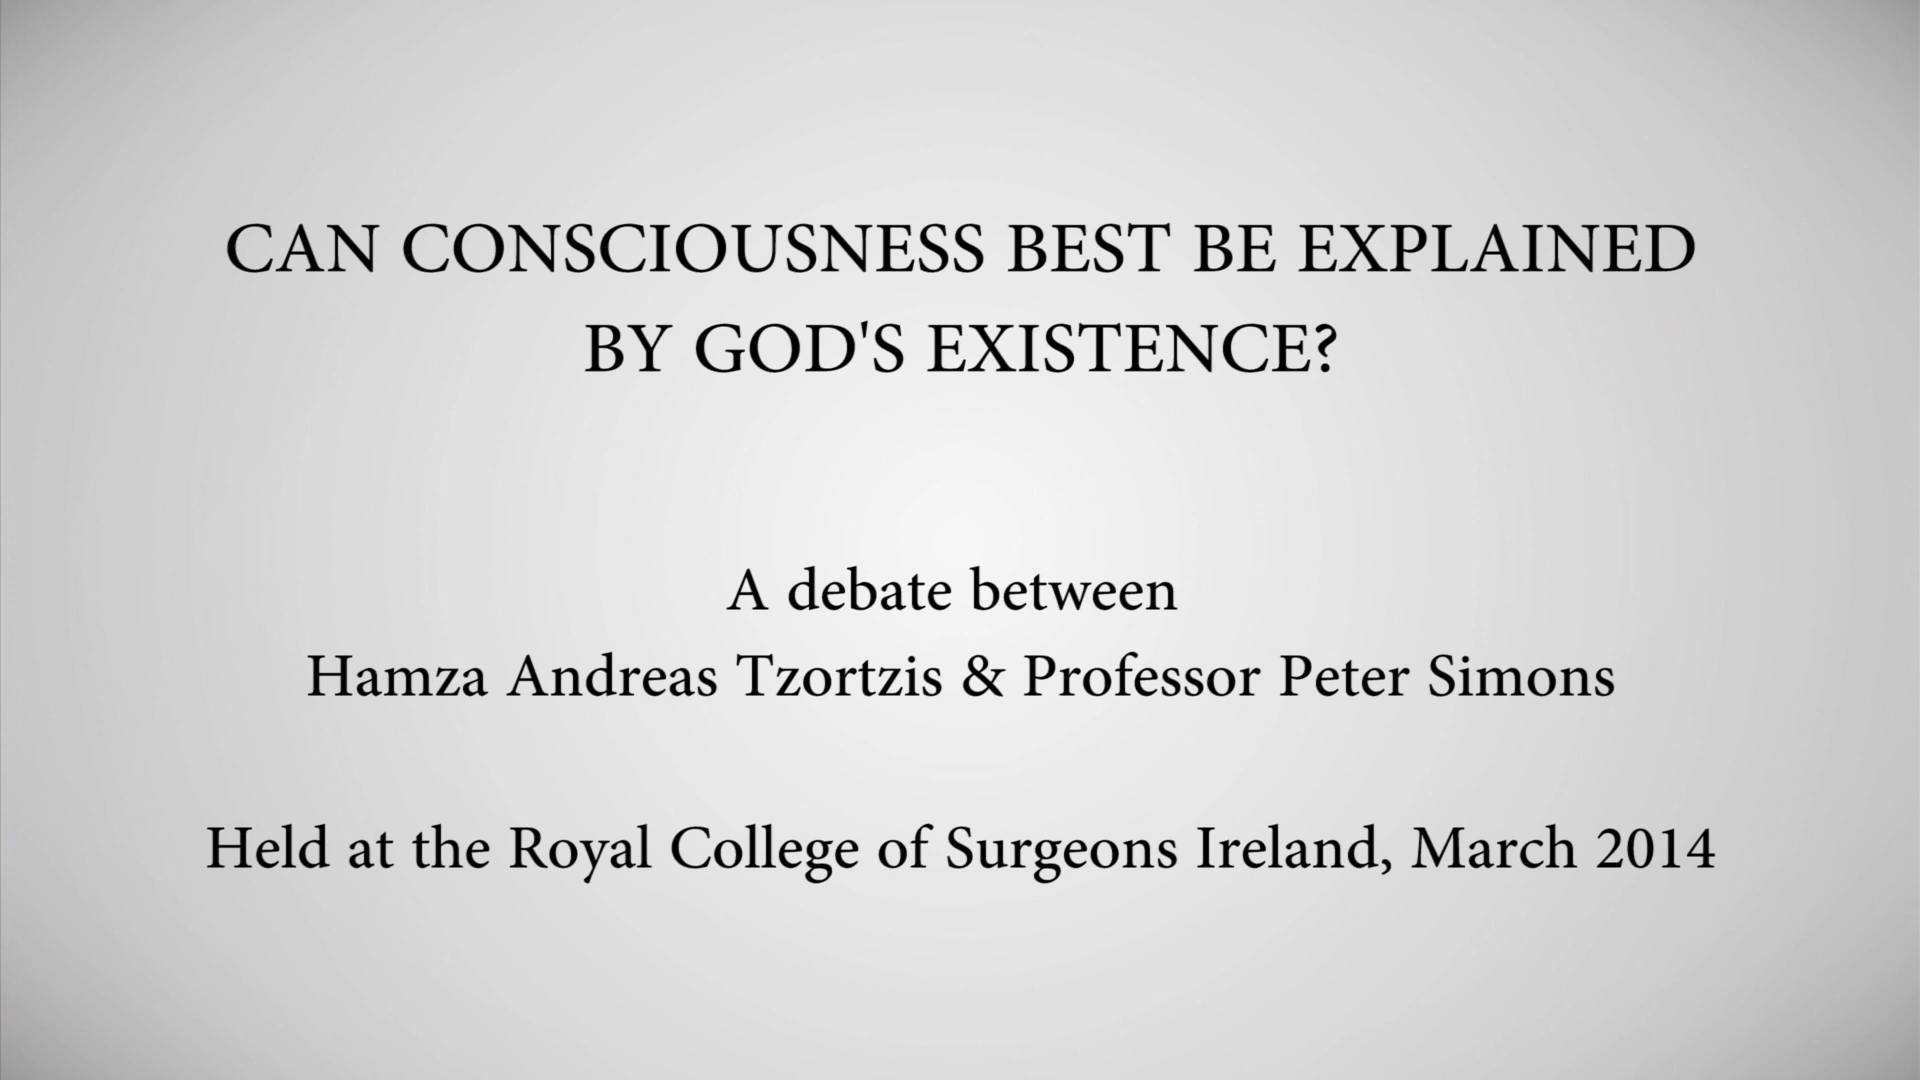 CAN CONSCIOUSNESS BEST BE EXPLAINED
BY GOD'S EXISTENCE?
A debate between
Hamza Andreas Tzortzis & Professor Peter Simons
Held at the Royal College of Surgeons Ireland, March 2014